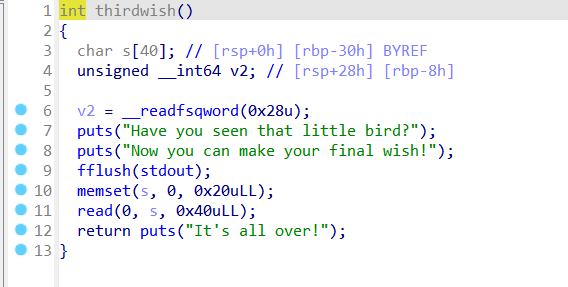 1 int thirdwish()
2 {
3 char s[40]; // [rsp+0h] [rbp-30h] BYREF
4 unsigned __int64 v2; // [rsp+28h] [rbp-8h]
5
6 v2 = __readfsqword(0x28u);
7 puts("Have you seen that little bird?");
8 puts("Now you can make your final wish!");
9 fflush(stdout);
10 memset(s, 0, 0x20uLL);
11 read(0, s, 0x40uLL);
12 return puts("It's all over!");
13 }